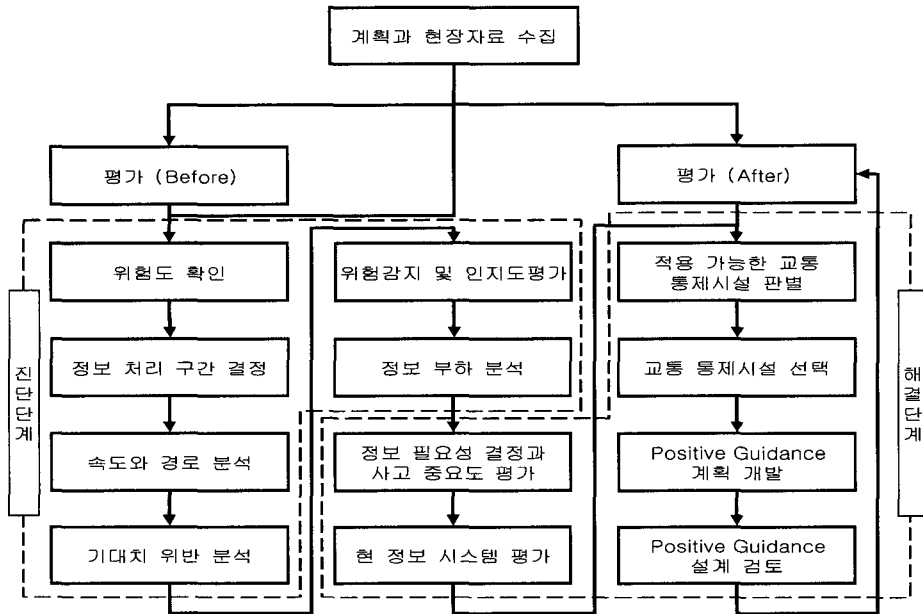 계획과 현장자료 수집
평가 (Before)
평가 (After)
위험도 확인
정보 처리 구간 결정
속도와 경로 분석
기대치 위반 분석
위험감지 및 인지도평가
정보 부하 분석
정보 필요성 결정과
사고 중요도 평가
현 정보 시스템 평가
적용 가능한 교통
통제시설 판별
교통 통제시설 선택
Positive Guidance
계획 개발
Positive Guidance
설계 검토
진단단계
해결단계